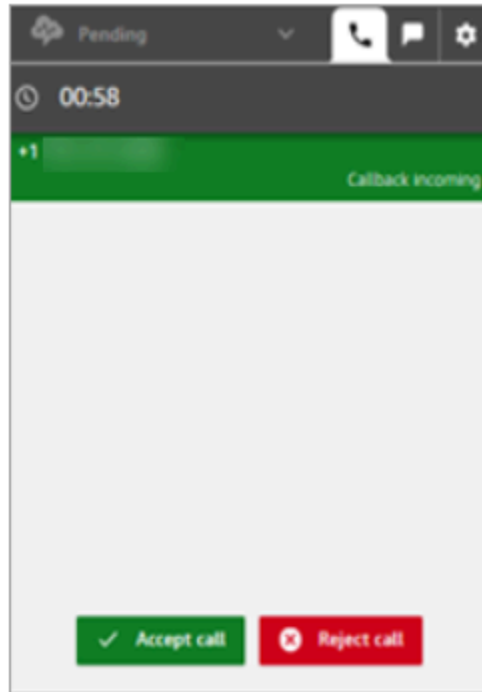 Pending
00:58
+1
Callback incoming
Accept call
Reject call